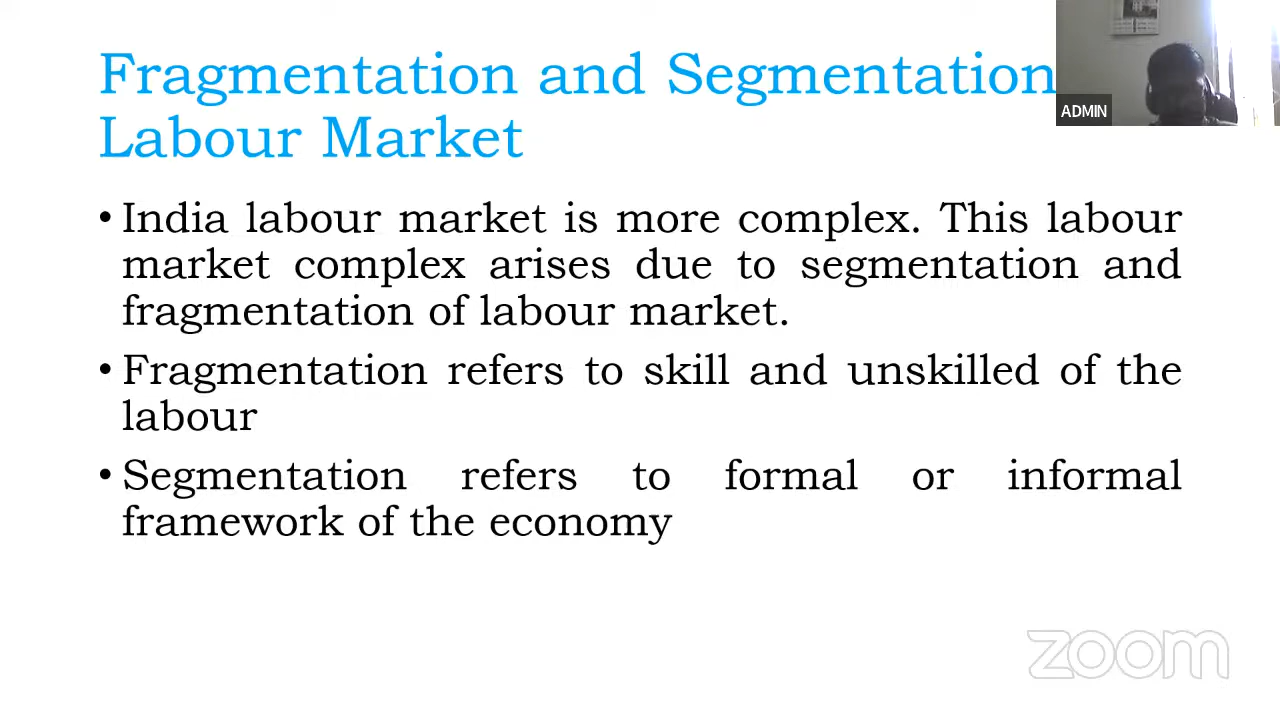 Fragmentation and Segmentation
Labour Market
ADMIN
• India labour market is more complex. This labour
market complex arises due to segmentation and
fragmentation of labour market.
• Fragmentation refers to skill and unskilled of the
labour
• Segmentation refers to formal or informal
framework of the economy
zoom